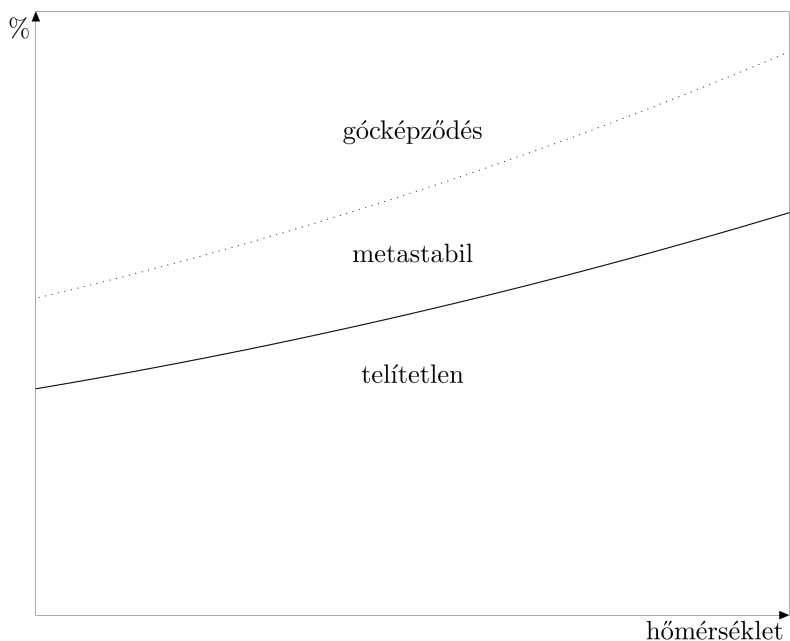 %
gócképződés
metastabil
telítetlen
hőmérséklet